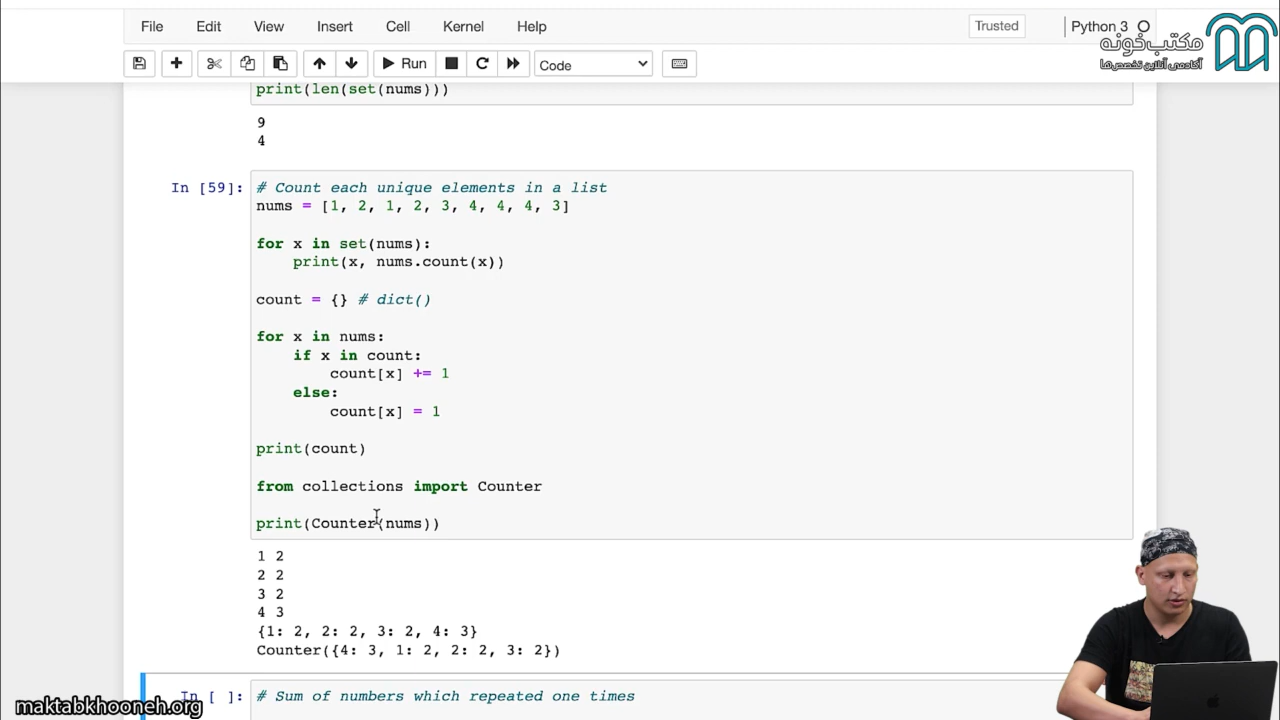 File Edit View Insert Cell Kernel Help Trusted Python 3
مکتب‌خونه
آکادمی آنلاین تخصص‌ها
Run Code
print(len(set(nums)))
9
4
In [59]:
# Count each unique elements in a list
nums = [1, 2, 1, 2, 3, 4, 4, 4, 3]
for x in set(nums):
print(x, nums.count(x))
count = {} # dict()
for x in nums:
if x in count:
count[x] += 1
else:
count[x] = 1
print(count)
from collections import Counter
print(Counter(nums))
1 2
2 2
3 2
4 3
{1: 2, 2: 2, 3: 2, 4: 3}
Counter({4: 3, 1: 2, 2: 2, 3: 2})
In [ ]:
# Sum of numbers which repeated one times
maktabkhooneh.org